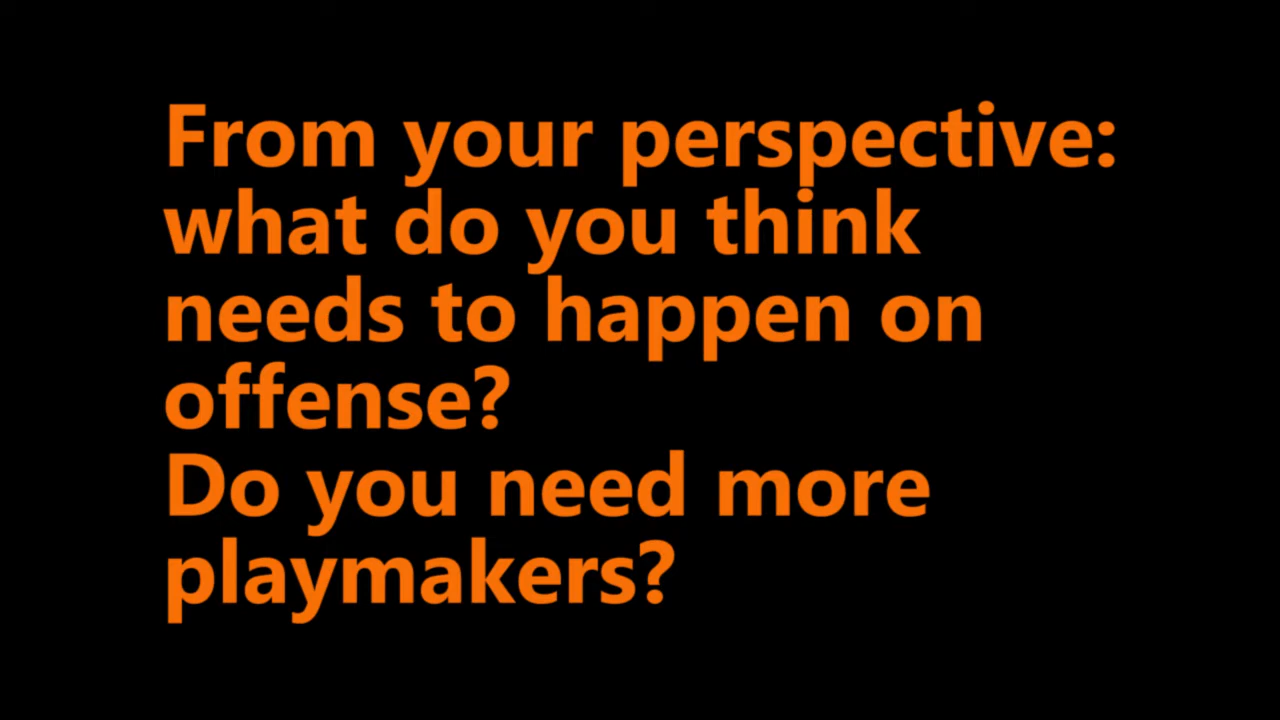 From your perspective:
what do you think
needs to happen on
offense?
Do you need more
playmakers?